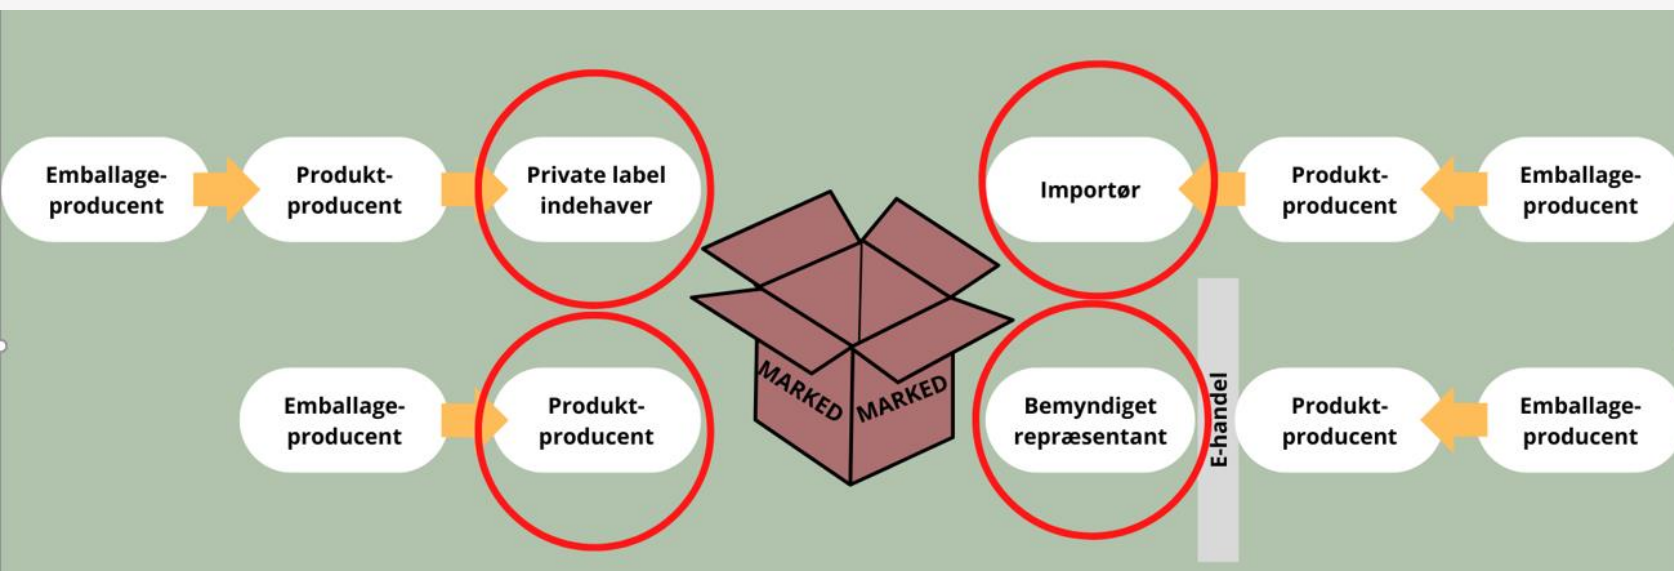 Emballage-
producent
Produkt-
producent
Private label
indehaver
Importør
Produkt-
producent
Emballage-
producent
Emballage-
producent
Produkt-
producent
MARKED
MARKED
Bemyndiget
repræsentant
E-handel
Produkt-
producent
Emballage-
producent